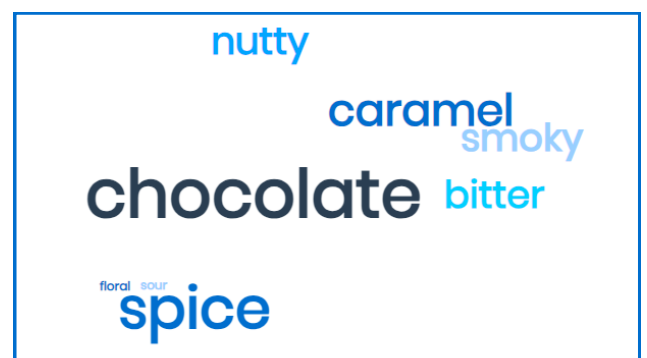 nutty
caramel
smoky
chocolate bitter
floral sour
spice